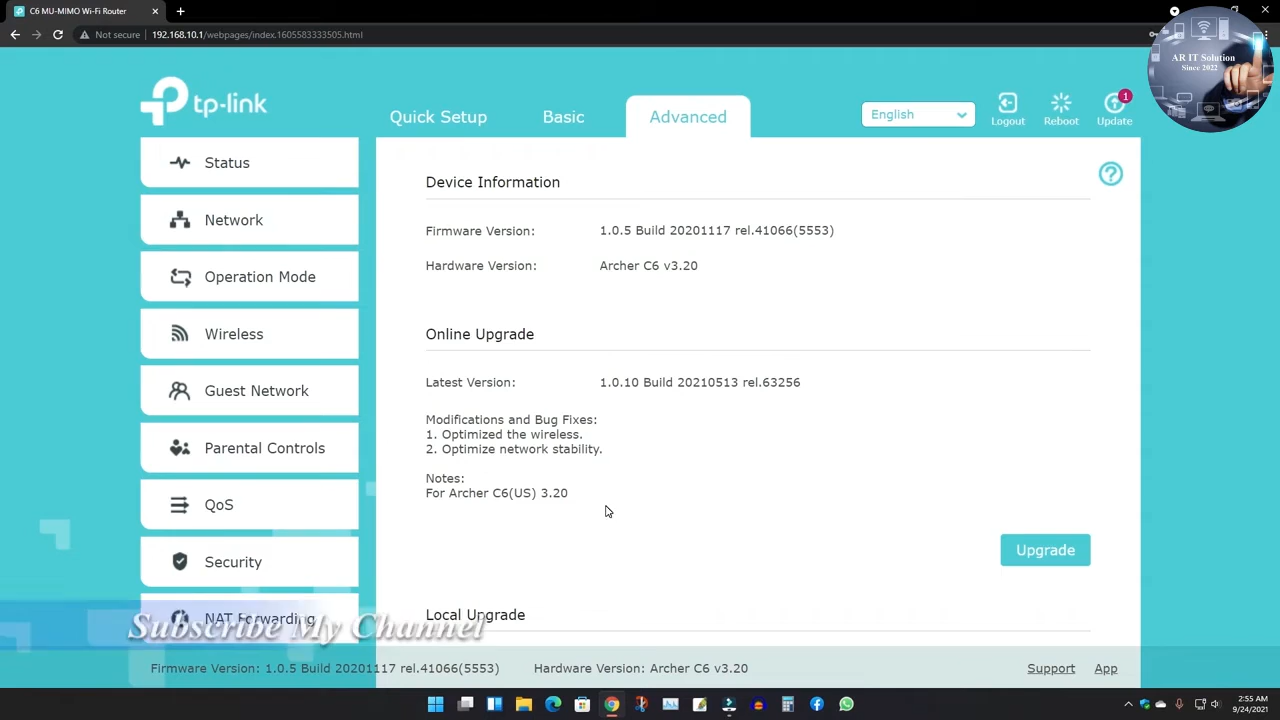 C6 MU-MIMO Wi-Fi Router
Not secure
192.168.10.1/webpages/index.1605583333505.html
AR IT Solution
Since 2022
tp-link
Quick Setup
Basic
Advanced
English
Logout
Reboot
Update
1
Status
Network
Operation Mode
Wireless
Guest Network
Parental Controls
QoS
Security
NAT Forwarding
Device Information
Firmware Version: 1.0.5 Build 20201117 rel.41066(5553)
Hardware Version: Archer C6 v3.20
Online Upgrade
Latest Version: 1.0.10 Build 20210513 rel.63256
Modifications and Bug Fixes:
1. Optimized the wireless.
2. Optimize network stability.
Notes:
For Archer C6(US) 3.20
Upgrade
Local Upgrade
Subscribe My Channel
Firmware Version: 1.0.5 Build 20201117 rel.41066(5553)
Hardware Version: Archer C6 v3.20
Support
App
2:55 AM
9/24/2021